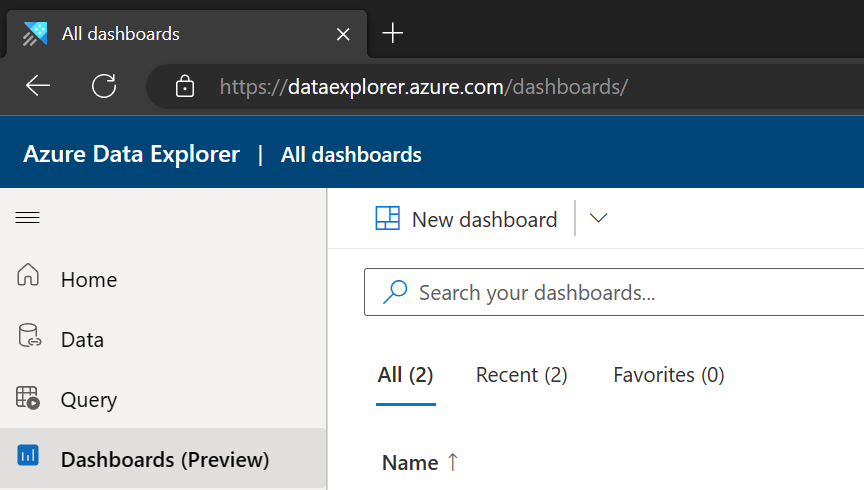 All dashboards
https://dataexplorer.azure.com/dashboards/
Azure Data Explorer | All dashboards
New dashboard
Home
Search your dashboards...
Data
All (2) Recent (2) Favorites (0)
Query
Dashboards (Preview)
Name ↑